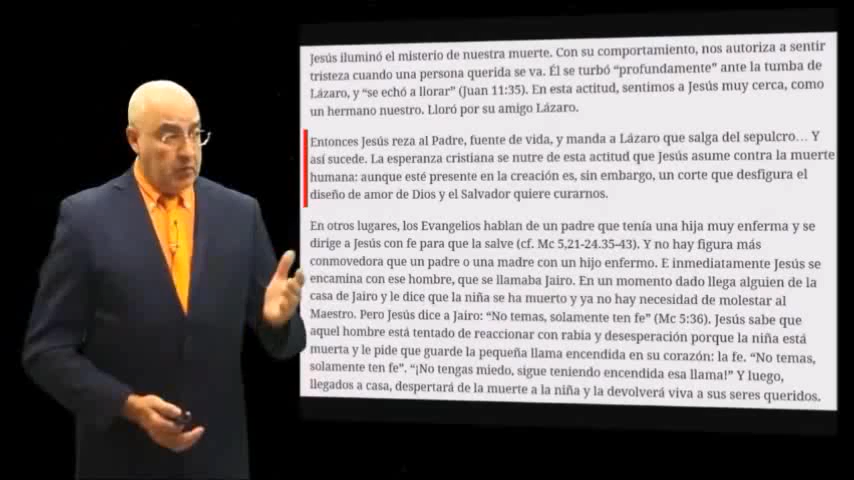 Jesús iluminó el misterio de nuestra muerte. Con su comportamiento, nos autoriza a sentir
tristeza cuando una persona querida se va. Él se turbó “profundamente” ante la tumba de
Lázaro, y “se echó a llorar” (Juan 11:35). En esta actitud, sentimos a Jesús muy cerca, como
un hermano nuestro. Lloró por su amigo Lázaro.
Entonces Jesús reza al Padre, fuente de vida, y manda a Lázaro que salga del sepulcro… Y
así sucede. La esperanza cristiana se nutre de esta actitud que Jesús asume contra la muerte
humana: aunque esté presente en la creación es, sin embargo, un corte que desfigura el
diseño de amor de Dios y el Salvador quiere curarnos.
En otros lugares, los Evangelios hablan de un padre que tenía una hija muy enferma y se
dirige a Jesús con fe para que la salve (cf. Mc 5,21-24.35-43). Y no hay figura más
conmovedora que un padre o una madre con un hijo enfermo. E inmediatamente Jesús se
encamina con ese hombre, que se llamaba Jairo. En un momento dado llega alguien de la
casa de Jairo y le dice que la niña se ha muerto y ya no hay necesidad de molestar al
Maestro. Pero Jesús dice a Jairo: “No temas, solamente ten fe” (Mc 5:36). Jesús sabe que
aquel hombre está tentado de reaccionar con rabia y desesperación porque la niña está
muerta y le pide que guarde la pequeña llama encendida en su corazón: la fe. “No temas,
solamente ten fe”. “¡No tengas miedo, sigue teniendo encendida esa llama!” Y luego,
llegados a casa, despertará de la muerte a la niña y la devolverá viva a sus seres queridos.